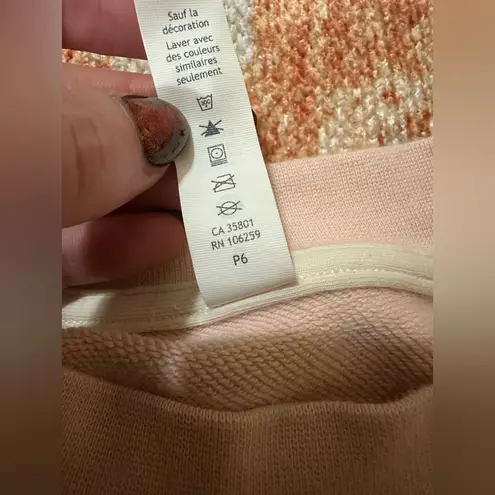 Sauf la
décoration
Laver avec
des couleurs
similaires
seulement
CA 35801
RN 106259
P6